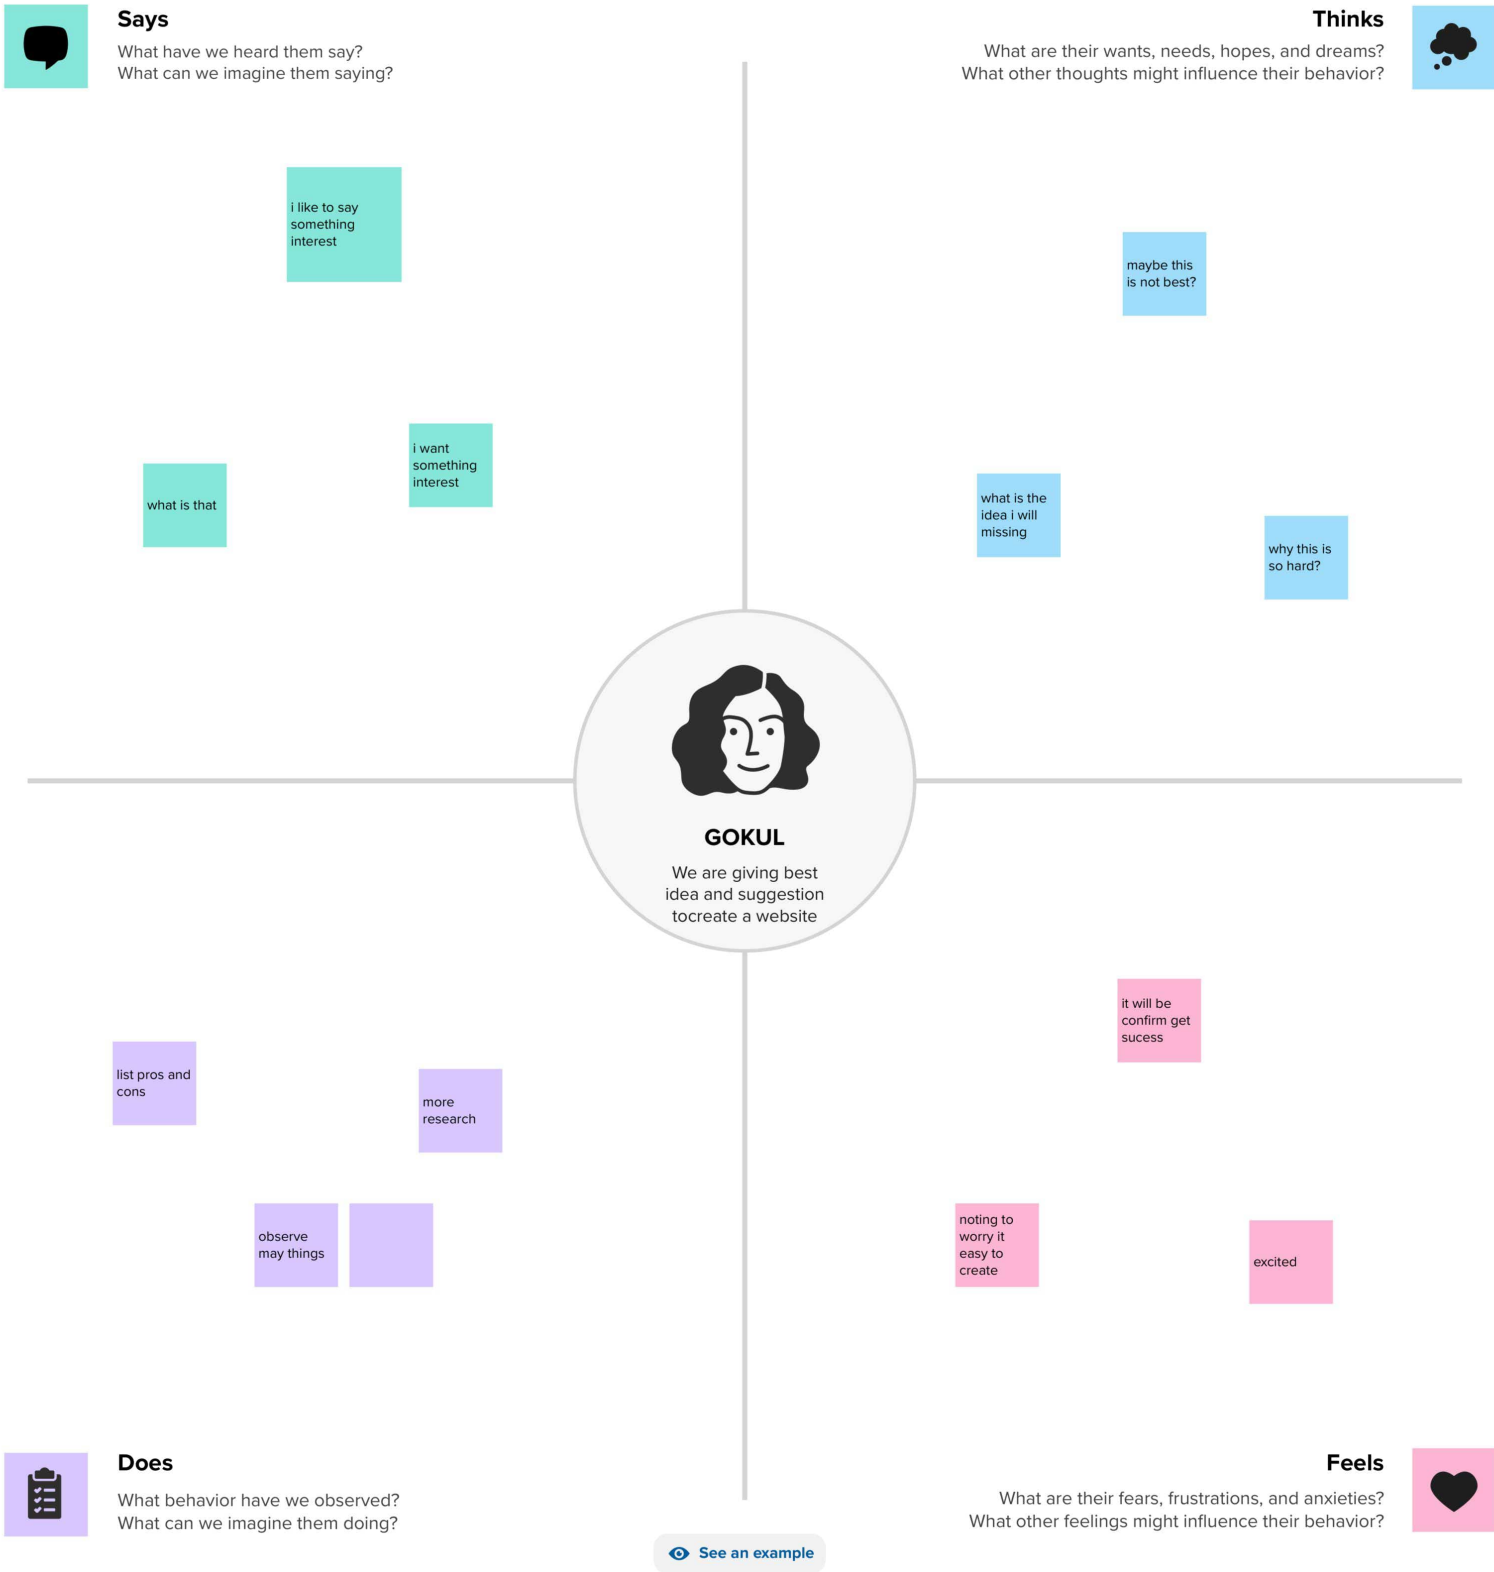 Says
What have we heard them say?
What can we imagine them saying?
Thinks
What are their wants, needs, hopes, and dreams?
What other thoughts might influence their behavior?
i like to say
something
interest
what is that
i want
something
interest
maybe this
is not best?
what is the
idea i will
missing
why this is
so hard?
GOKUL
We are giving best
idea and suggestion
tocreate a website
list pros and
cons
more
research
observe
may things
it will be
confirm get
sucess
noting to
worry it
easy to
create
excited
Does
What behavior have we observed?
What can we imagine them doing?
Feels
What are their fears, frustrations, and anxieties?
What other feelings might influence their behavior?
See an example